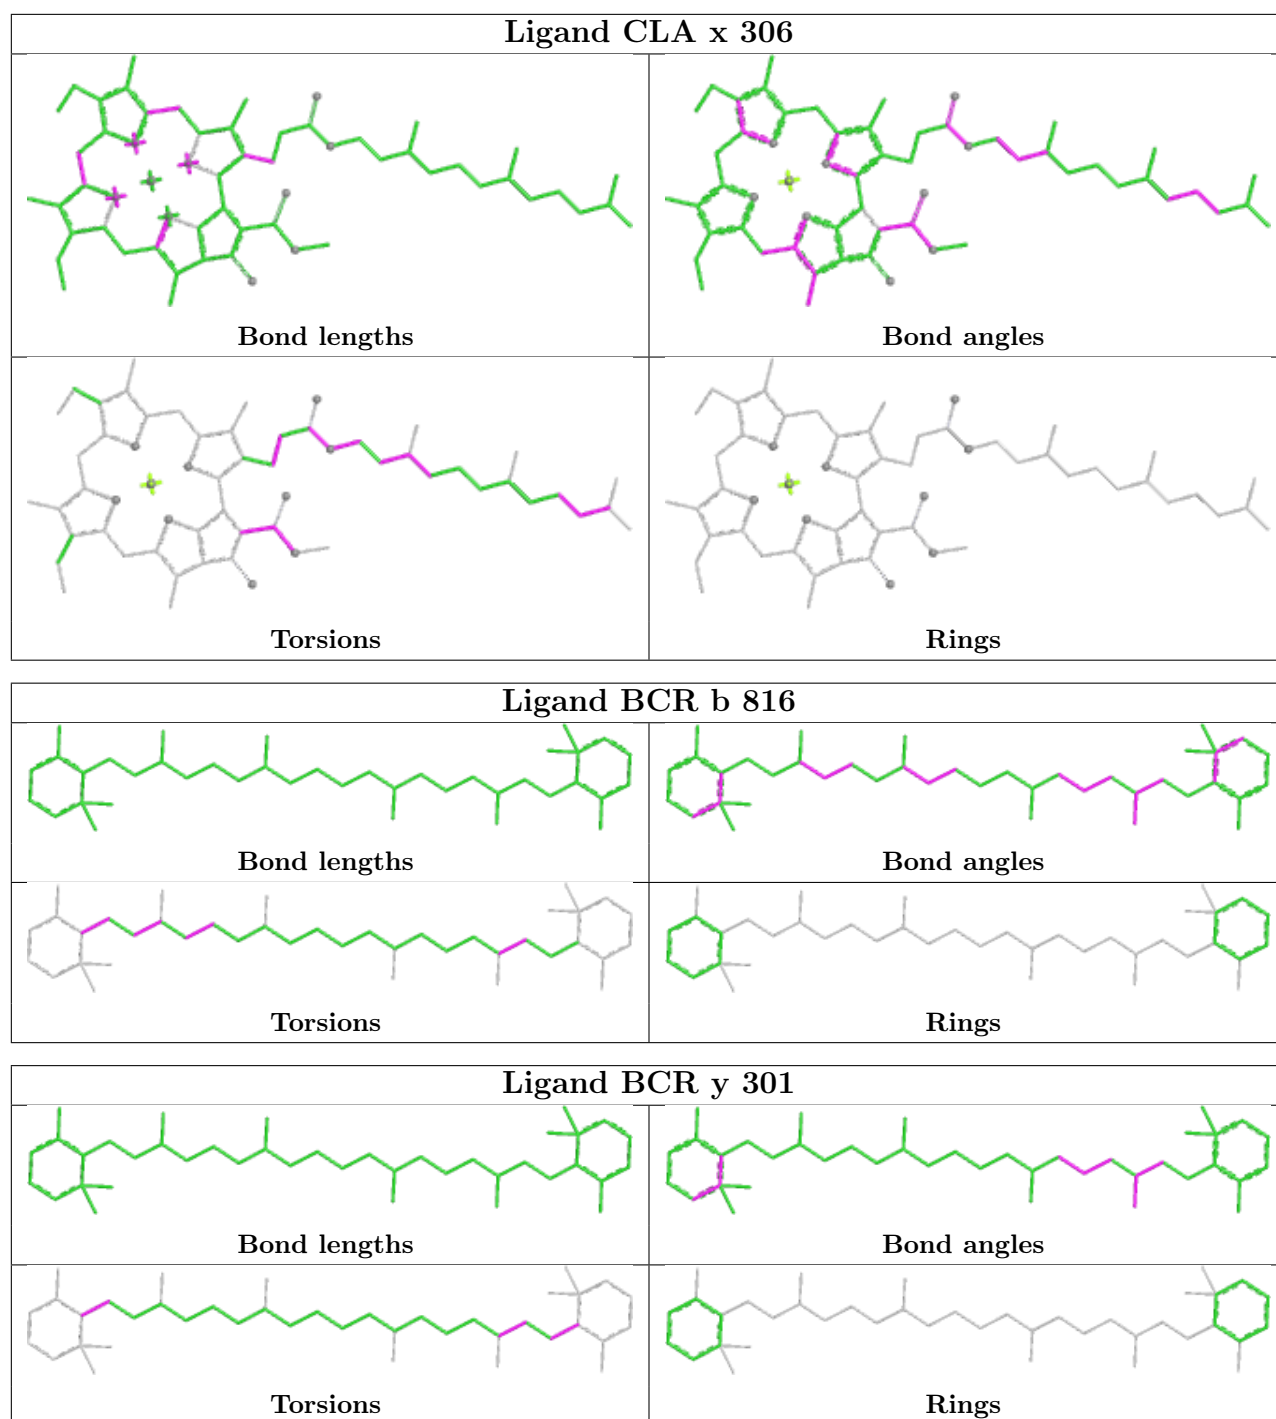 Ligand CLA x 306
Bond lengths
Bond angles
Torsions
Rings
Ligand BCR b 816
Bond lengths
Bond angles
Torsions
Rings
Ligand BCR y 301
Bond lengths
Bond angles
Torsions
Rings